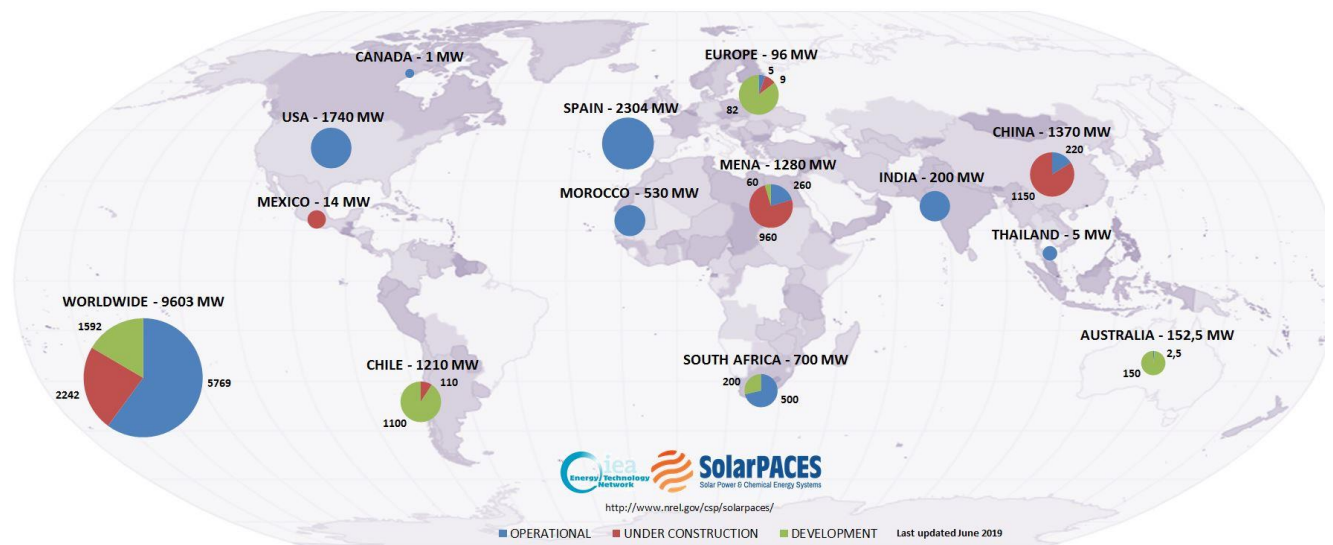 CANADA - 1 MW
EUROPE - 96 MW
5
9
82
USA - 1740 MW
SPAIN - 2304 MW
CHINA - 1370 MW
220
1150
MENA - 1280 MW
60
260
960
INDIA - 200 MW
MOROCCO - 530 MW
MEXICO - 14 MW
THAILAND - 5 MW
WORLDWIDE - 9603 MW
1592
5769
2242
AUSTRALIA - 152,5 MW
2,5
150
CHILE - 1210 MW
110
1100
SOUTH AFRICA - 700 MW
200
500
iea
Energy Technology
Network
SolarPACES
Solar Power & Chemical Energy Systems
http://www.nrel.gov/csp/solarpaces/
OPERATIONAL UNDER CONSTRUCTION DEVELOPMENT Last updated June 2019